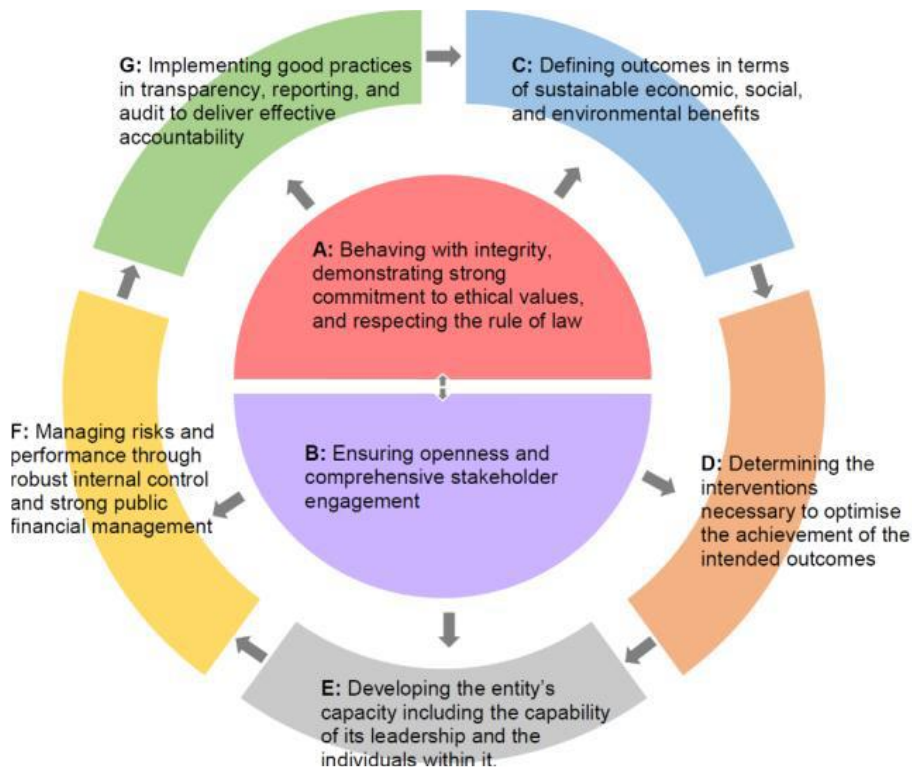 G: Implementing good practices
in transparency, reporting, and
audit to deliver effective
accountability
C: Defining outcomes in terms
of sustainable economic, social,
and environmental benefits
A: Behaving with integrity,
demonstrating strong
commitment to ethical values,
and respecting the rule of law
F: Managing risks and
performance through
robust internal control
and strong public
financial management
B: Ensuring openness and
comprehensive stakeholder
engagement
D: Determining the
interventions
necessary to optimise
the achievement of the
intended outcomes
E: Developing the entity's
capacity including the capability
of its leadership and the
individuals within it.